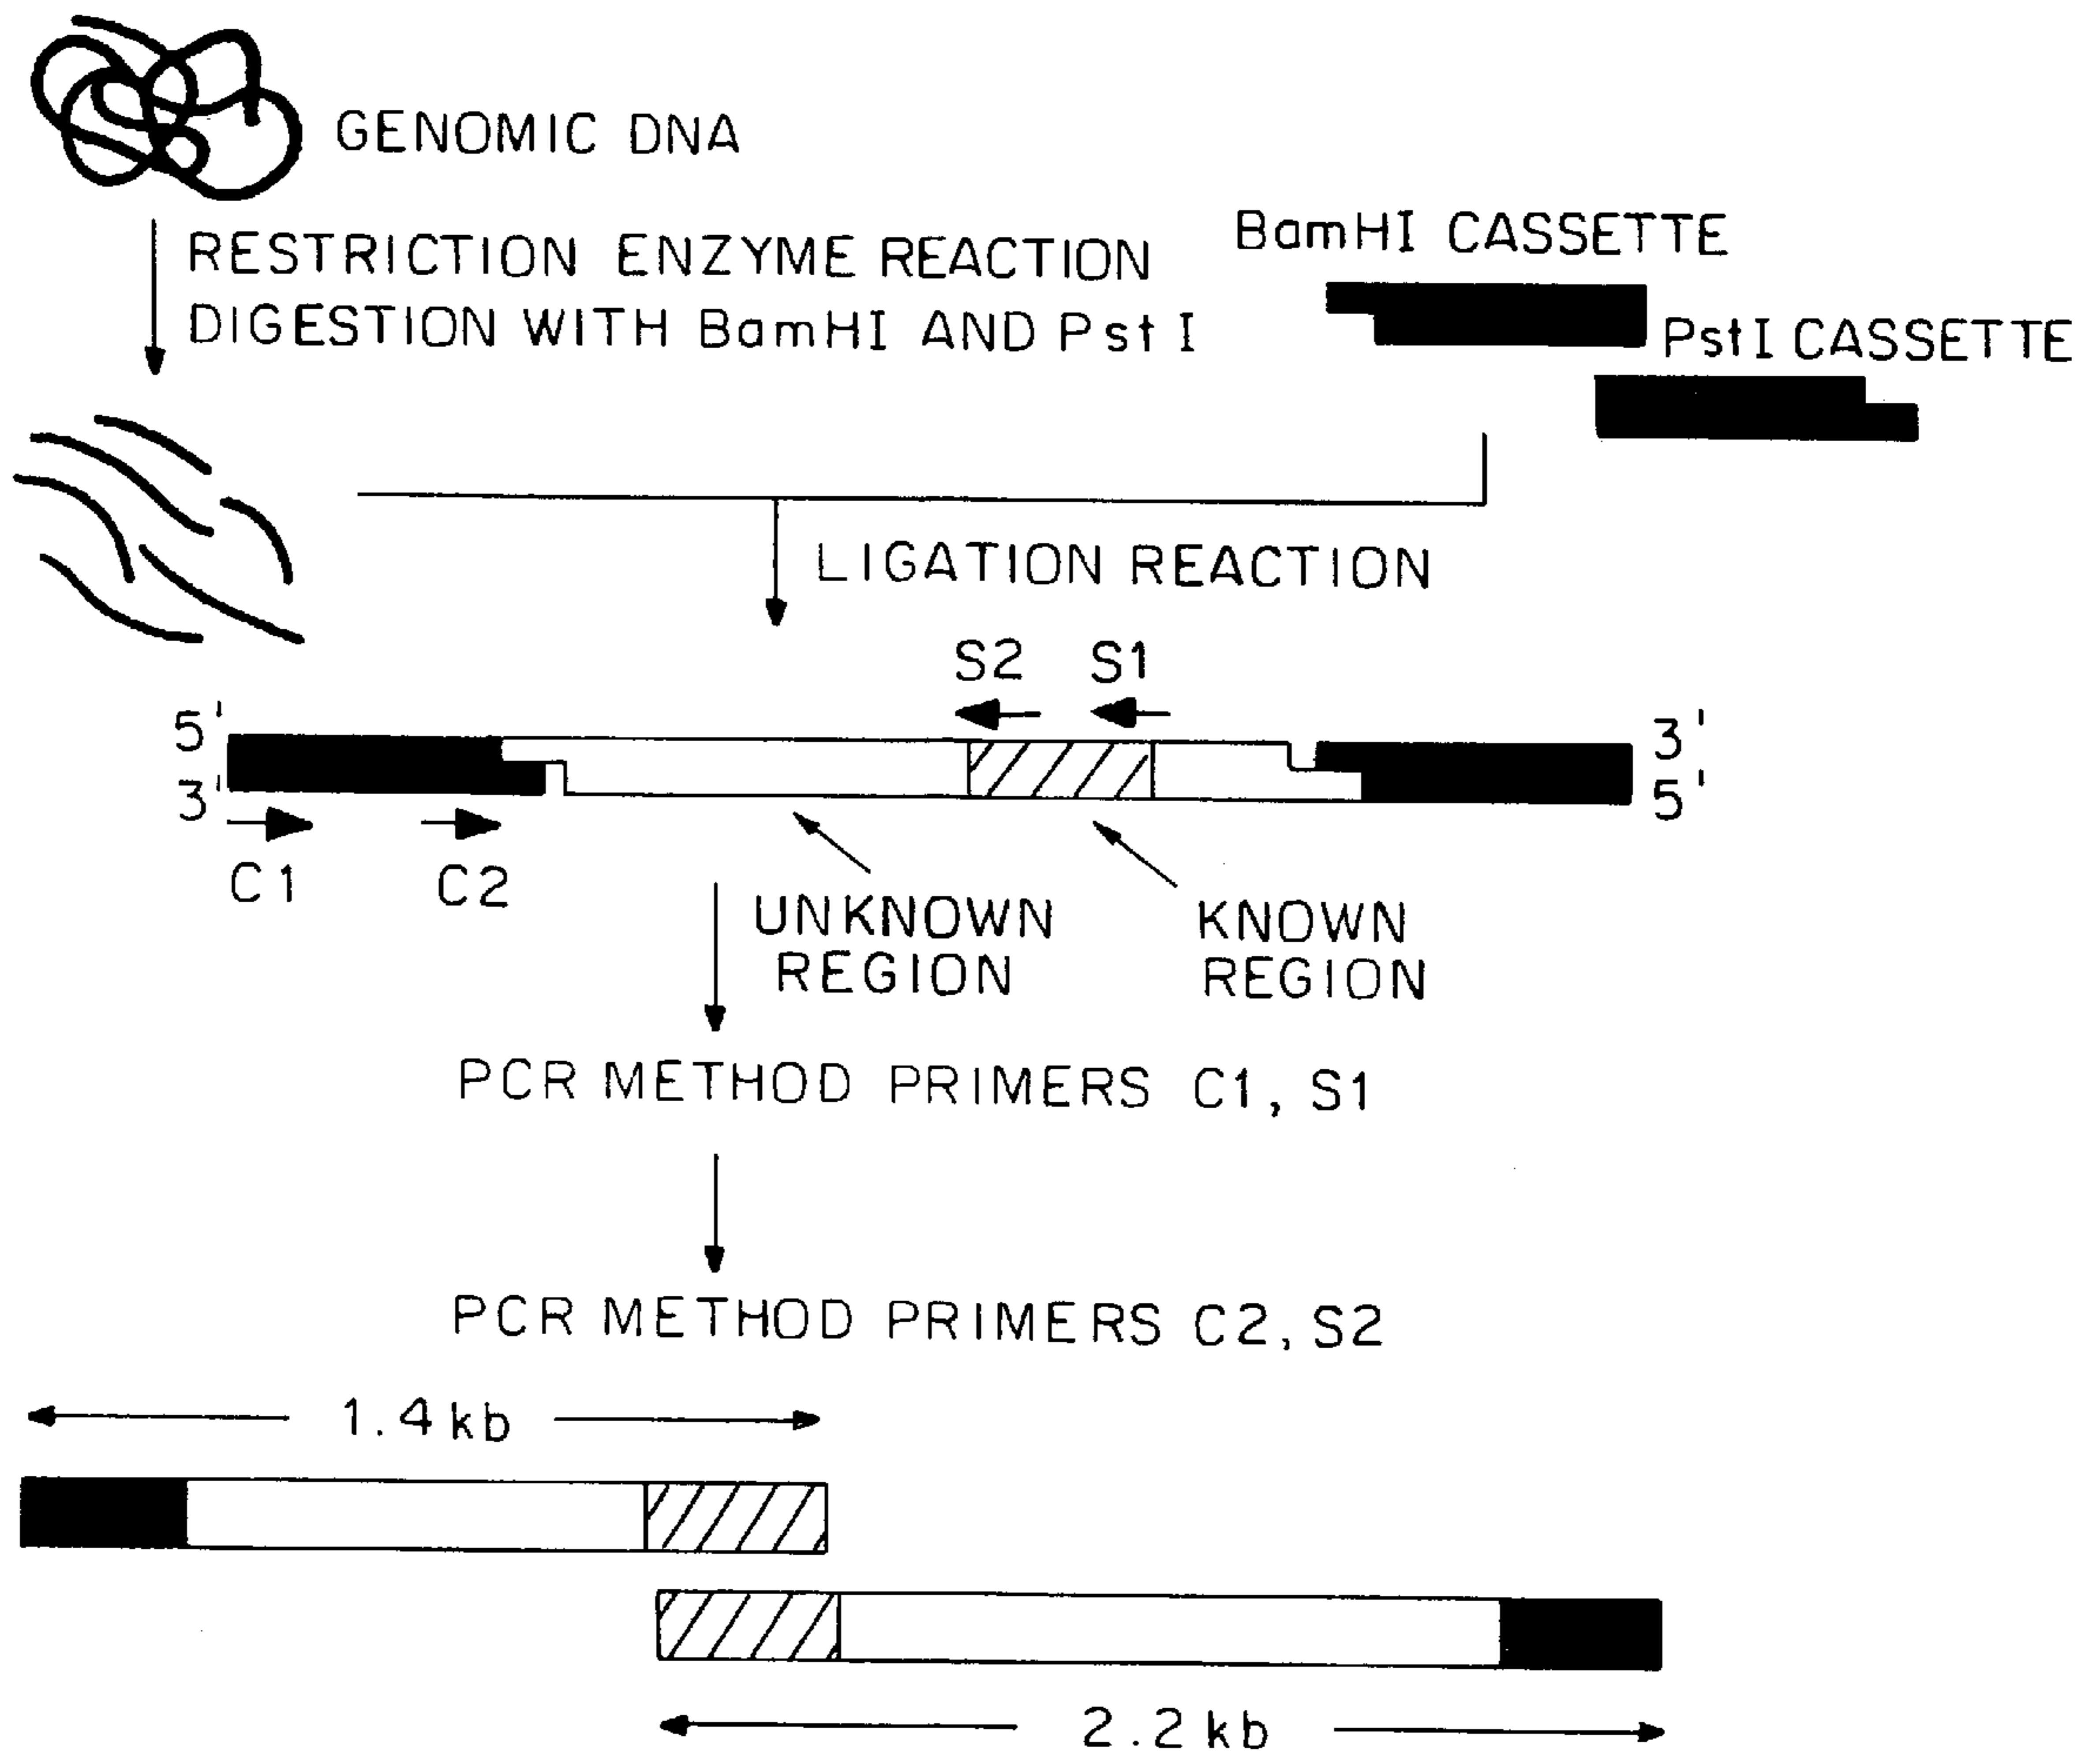 GENOMIC DNA
RESTRICTION ENZYME REACTION
DIGESTION WITH BamHI AND PstI
BamHI CASSETTE
PstI CASSETTE
LIGATION REACTION
S2 S1
5' 3'
3' 5'
C1 C2
UNKNOWN REGION
KNOWN REGION
PCR METHOD PRIMERS C1, S1
PCR METHOD PRIMERS C2, S2
1.4 kb
2.2 kb